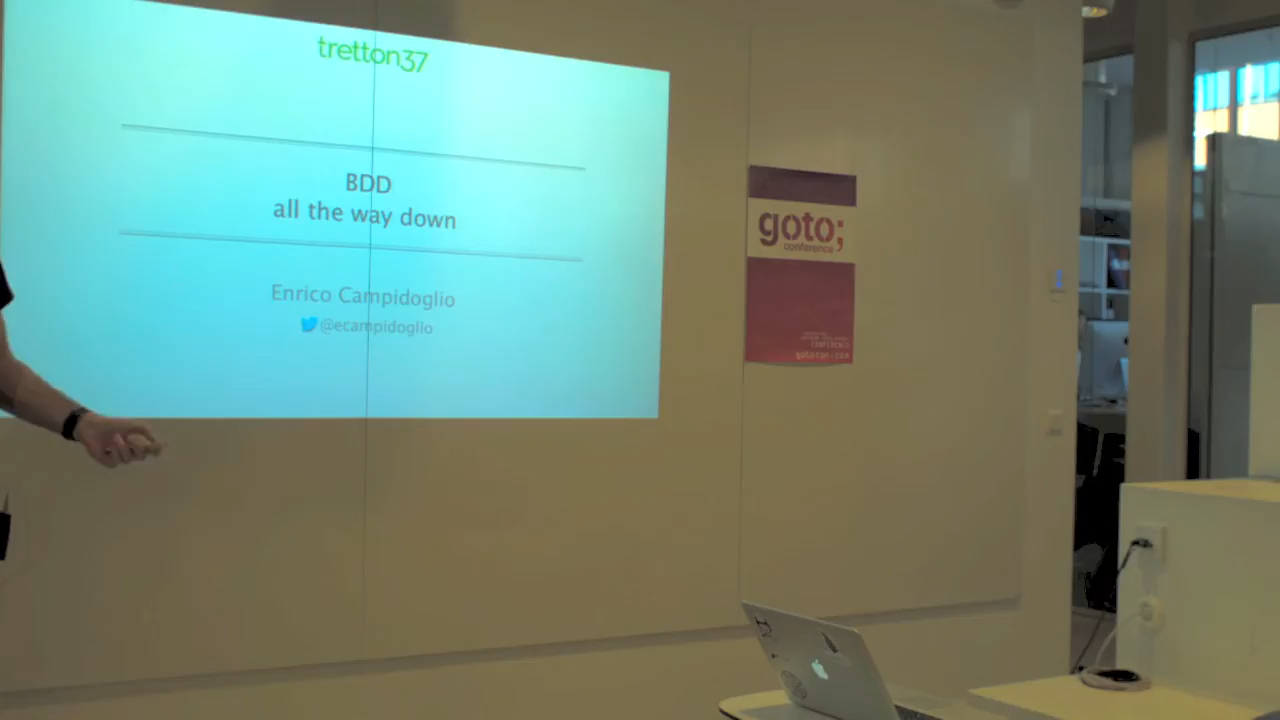 tretton37
BDD
all the way down
Enrico Campidoglio
@ecampidoglio
goto;
conference